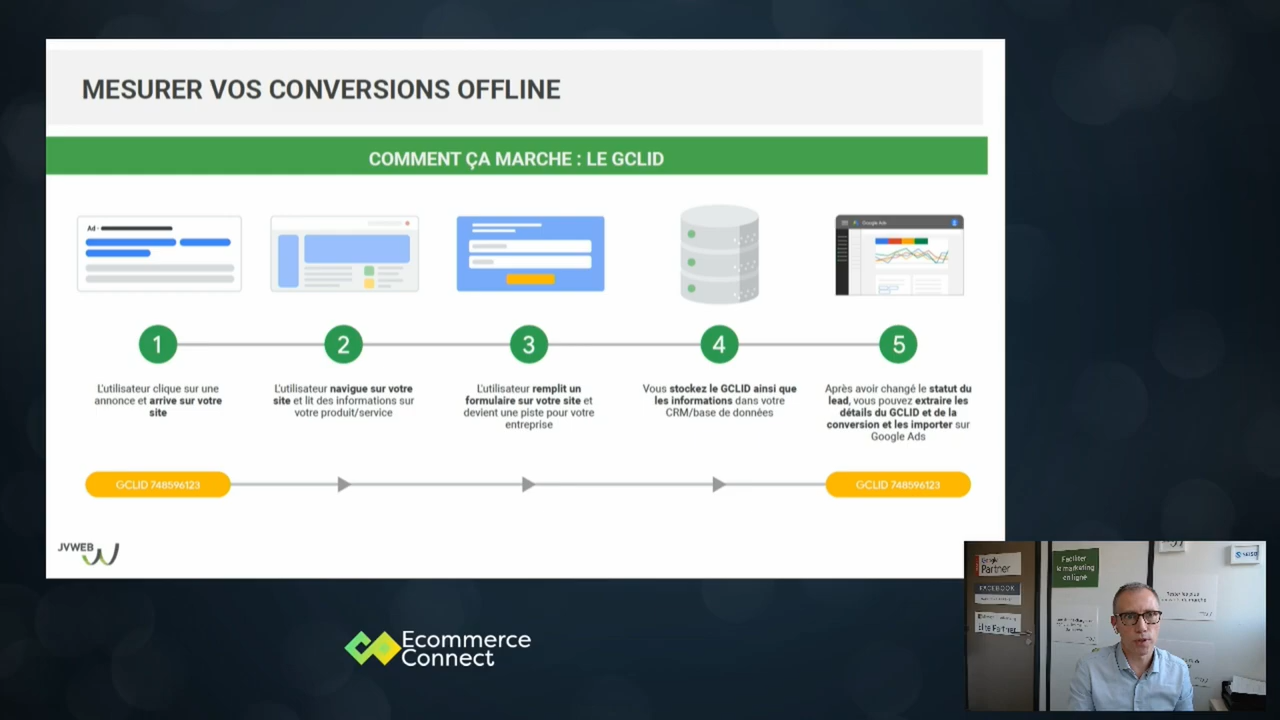 MESURER VOS CONVERSIONS OFFLINE
COMMENT ÇA MARCHE : LE GCLID
Ad
Google Ads
1
2
3
4
5
L'utilisateur clique sur une
annonce et arrive sur votre
site
L'utilisateur navigue sur votre
site et lit des informations sur
votre produit/service
L'utilisateur remplit un
formulaire sur votre site et
devient une piste pour votre
entreprise
Vous stockez le GCLID ainsi que
les informations dans votre
CRM/base de données
Après avoir changé le statut du
lead, vous pouvez extraire les
détails du GCLID et de la
conversion et les importer sur
Google Ads
GCLID 748596123
GCLID 748596123
JVWEB
Ecommerce
Connect
Google
Partner
FACEBOOK
Elite Partner
Faciliter
le marketing
en ligne